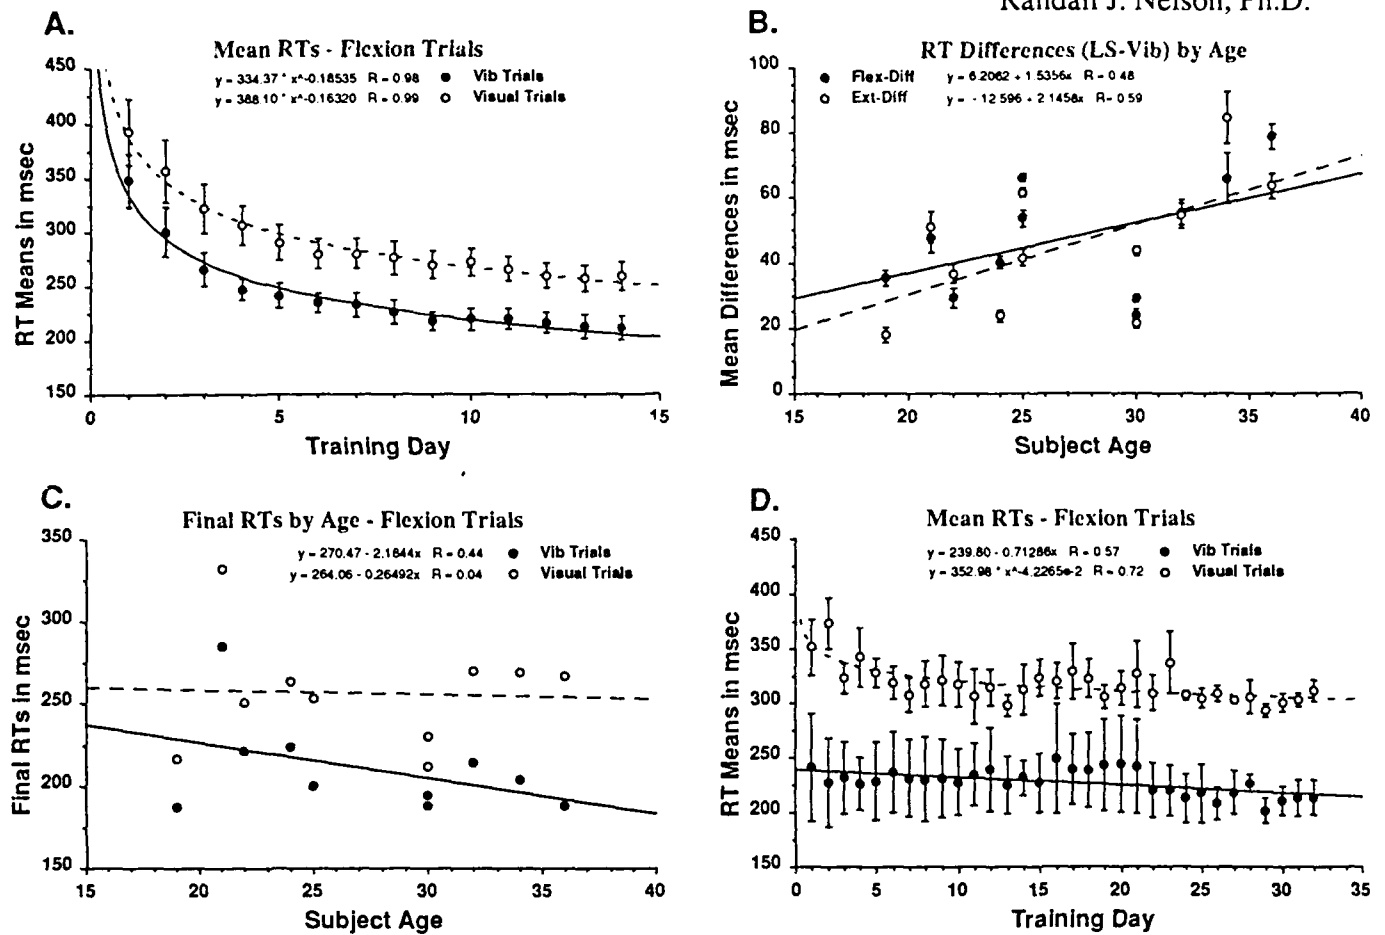 Randall J. Nelson, Ph.D.
A.
Mean RTs - Flexion Trials
y = 334.37 * x^-0.18535 R = 0.98 Vib Trials
y = 388.10 * x^-0.16320 R = 0.99 Visual Trials
450
400
350
300
250
200
150
RT Means in msec
0 5 10 15
Training Day
B.
RT Differences (LS-Vib) by Age
Flex-Diff y = 6.2062 + 1.5356x R = 0.48
Ext-Diff y = - 12.596 + 2.1458x R = 0.59
100
80
60
40
20
0
Mean Differences in msec
15 20 25 30 35 40
Subject Age
C.
Final RTs by Age - Flexion Trials
y = 270.47 - 2.1644x R = 0.44 Vib Trials
y = 264.06 - 0.26492x R = 0.04 Visual Trials
350
300
250
200
150
Final RTs in msec
15 20 25 30 35 40
Subject Age
D.
Mean RTs - Flexion Trials
y = 239.80 - 0.71286x R = 0.57 Vib Trials
y = 352.98 * x^-4.2265e-2 R = 0.72 Visual Trials
450
400
350
300
250
200
150
RT Means in msec
0 5 10 15 20 25 30 35
Training Day